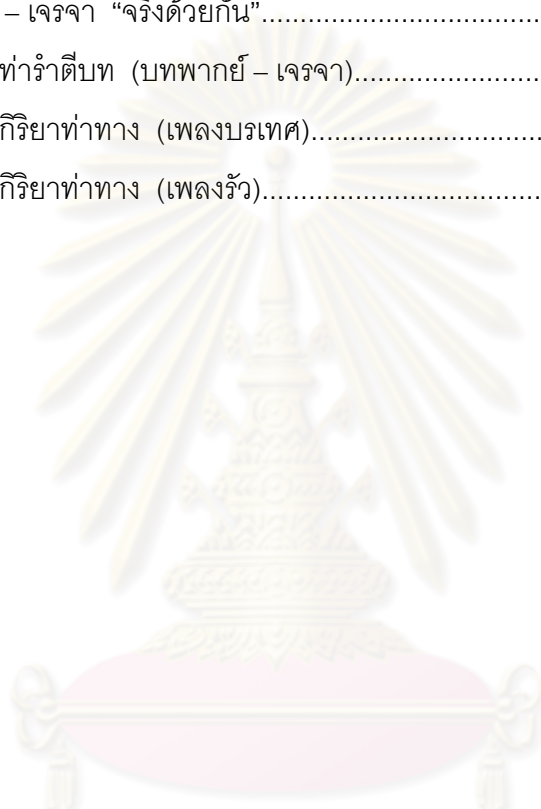 – เจรจา “จริงด้วยกัน”....................................
ท่ารำตีบท (บทพากย์ – เจรจา).......................
กิริยาท่าทาง (เพลงบรเทศ)..............................
กิริยาท่าทาง (เพลงรัว)....................................